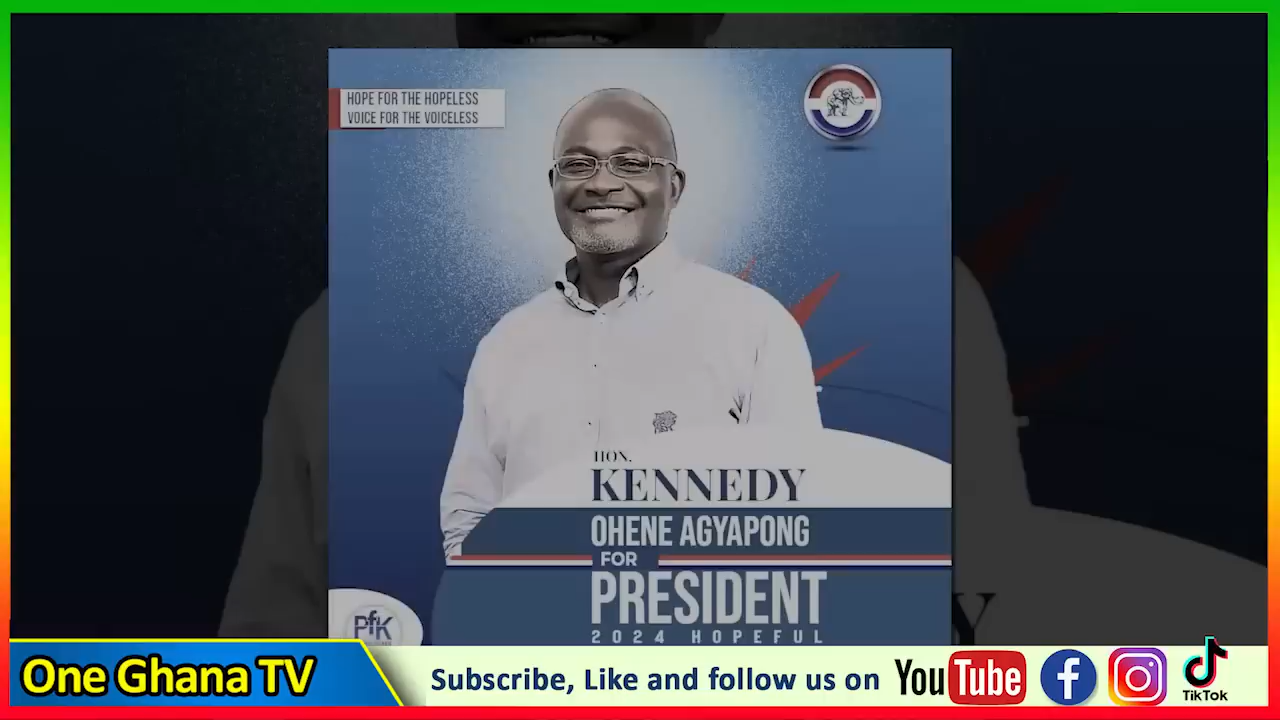 HOPE FOR THE HOPELESS
VOICE FOR THE VOICELESS
HON.
KENNEDY
OHENE AGYAPONG
FOR
PRESIDENT
2024 HOPEFUL
PfK
Y
One Ghana TV
Subscribe, Like and follow us on YouTube
TikTok